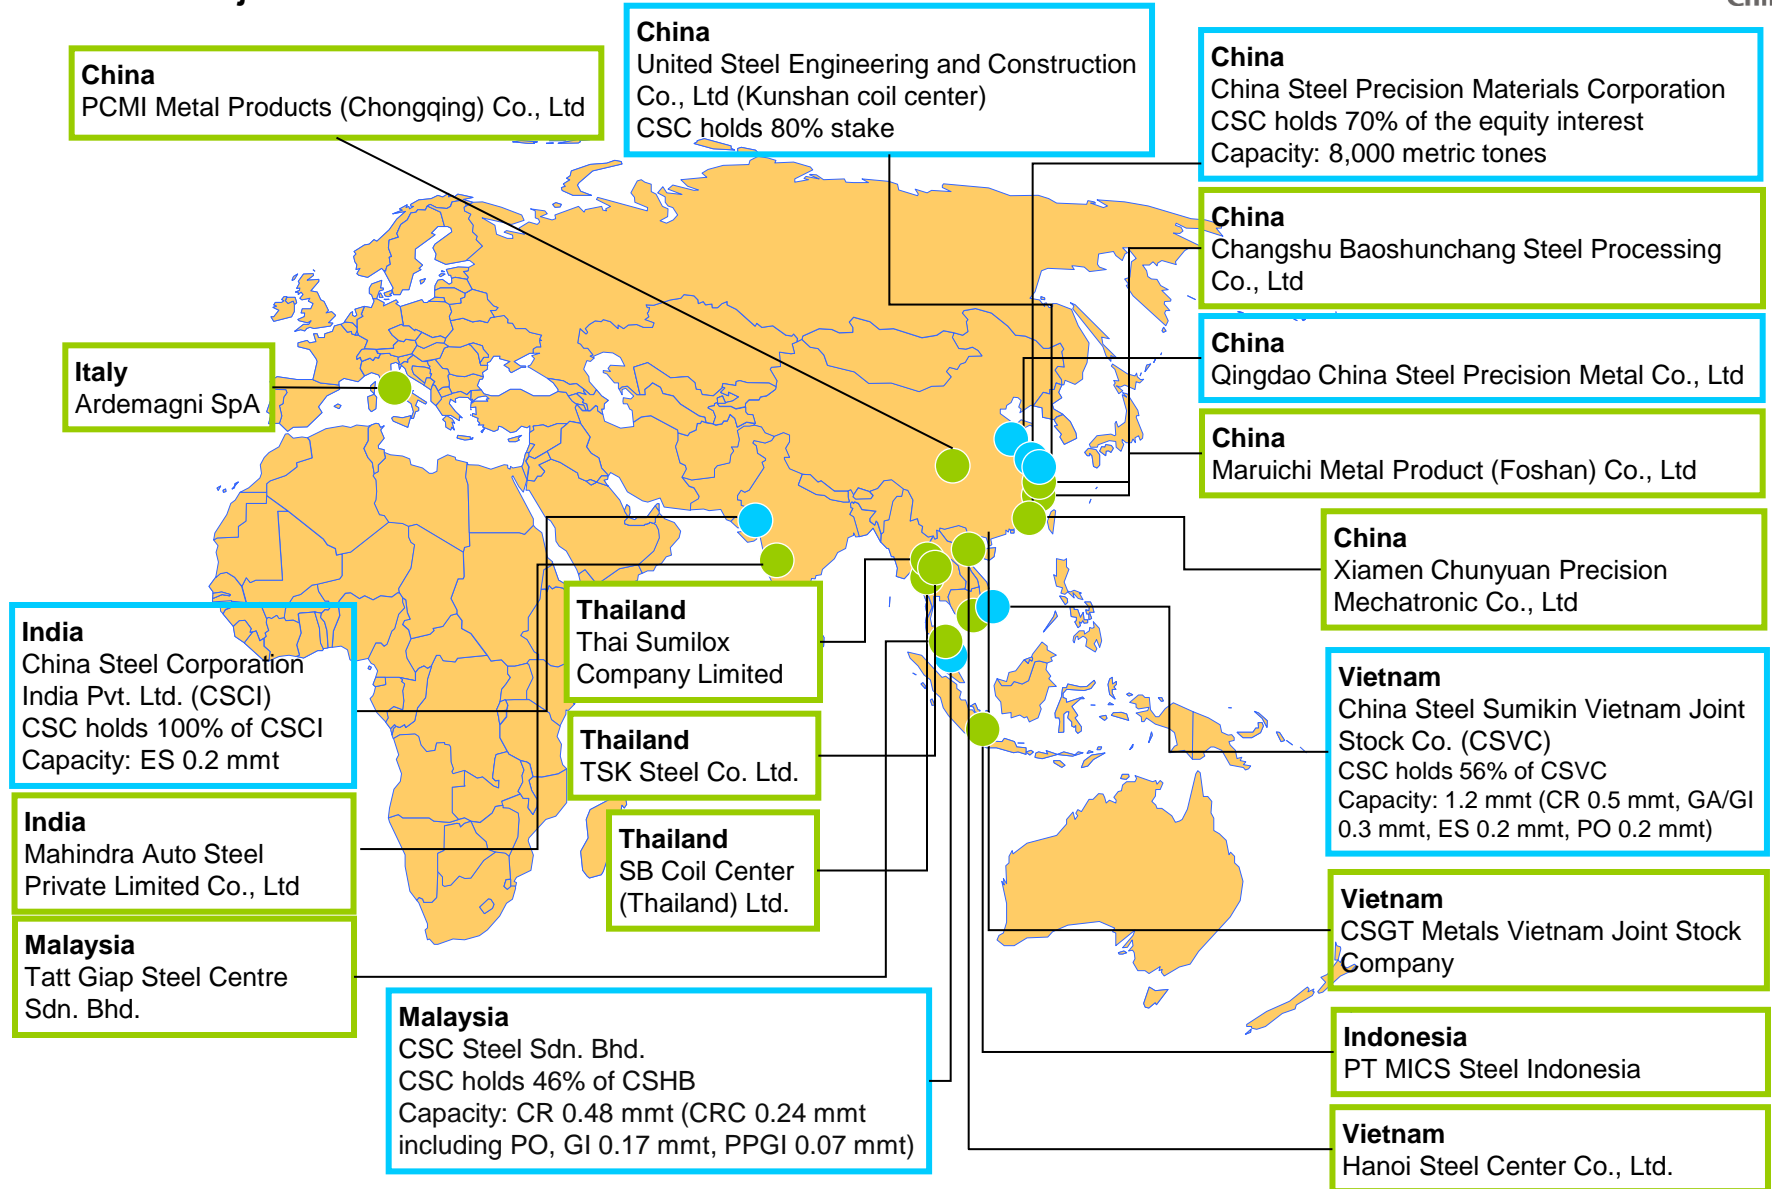 China
PCMI Metal Products (Chongqing) Co., Ltd
China
United Steel Engineering and Construction
Co., Ltd (Kunshan coil center)
CSC holds 80% stake
China
China Steel Precision Materials Corporation
CSC holds 70% of the equity interest
Capacity: 8,000 metric tones
China
Changshu Baoshunchang Steel Processing
Co., Ltd
China
Qingdao China Steel Precision Metal Co., Ltd
China
Maruichi Metal Product (Foshan) Co., Ltd
China
Xiamen Chunyuan Precision
Mechatronic Co., Ltd
Italy
Ardemagni SpA
India
China Steel Corporation
India Pvt. Ltd. (CSCI)
CSC holds 100% of CSCI
Capacity: ES 0.2 mmt
India
Mahindra Auto Steel
Private Limited Co., Ltd
Malaysia
Tatt Giap Steel Centre
Sdn. Bhd.
Thailand
Thai Sumilox
Company Limited
Thailand
TSK Steel Co. Ltd.
Thailand
SB Coil Center
(Thailand) Ltd.
Malaysia
CSC Steel Sdn. Bhd.
CSC holds 46% of CSHB
Capacity: CR 0.48 mmt (CRC 0.24 mmt
including PO, GI 0.17 mmt, PPGI 0.07 mmt)
Vietnam
China Steel Sumikin Vietnam Joint
Stock Co. (CSVC)
CSC holds 56% of CSVC
Capacity: 1.2 mmt (CR 0.5 mmt, GA/GI
0.3 mmt, ES 0.2 mmt, PO 0.2 mmt)
Vietnam
CSGT Metals Vietnam Joint Stock
Company
Indonesia
PT MICS Steel Indonesia
Vietnam
Hanoi Steel Center Co., Ltd.